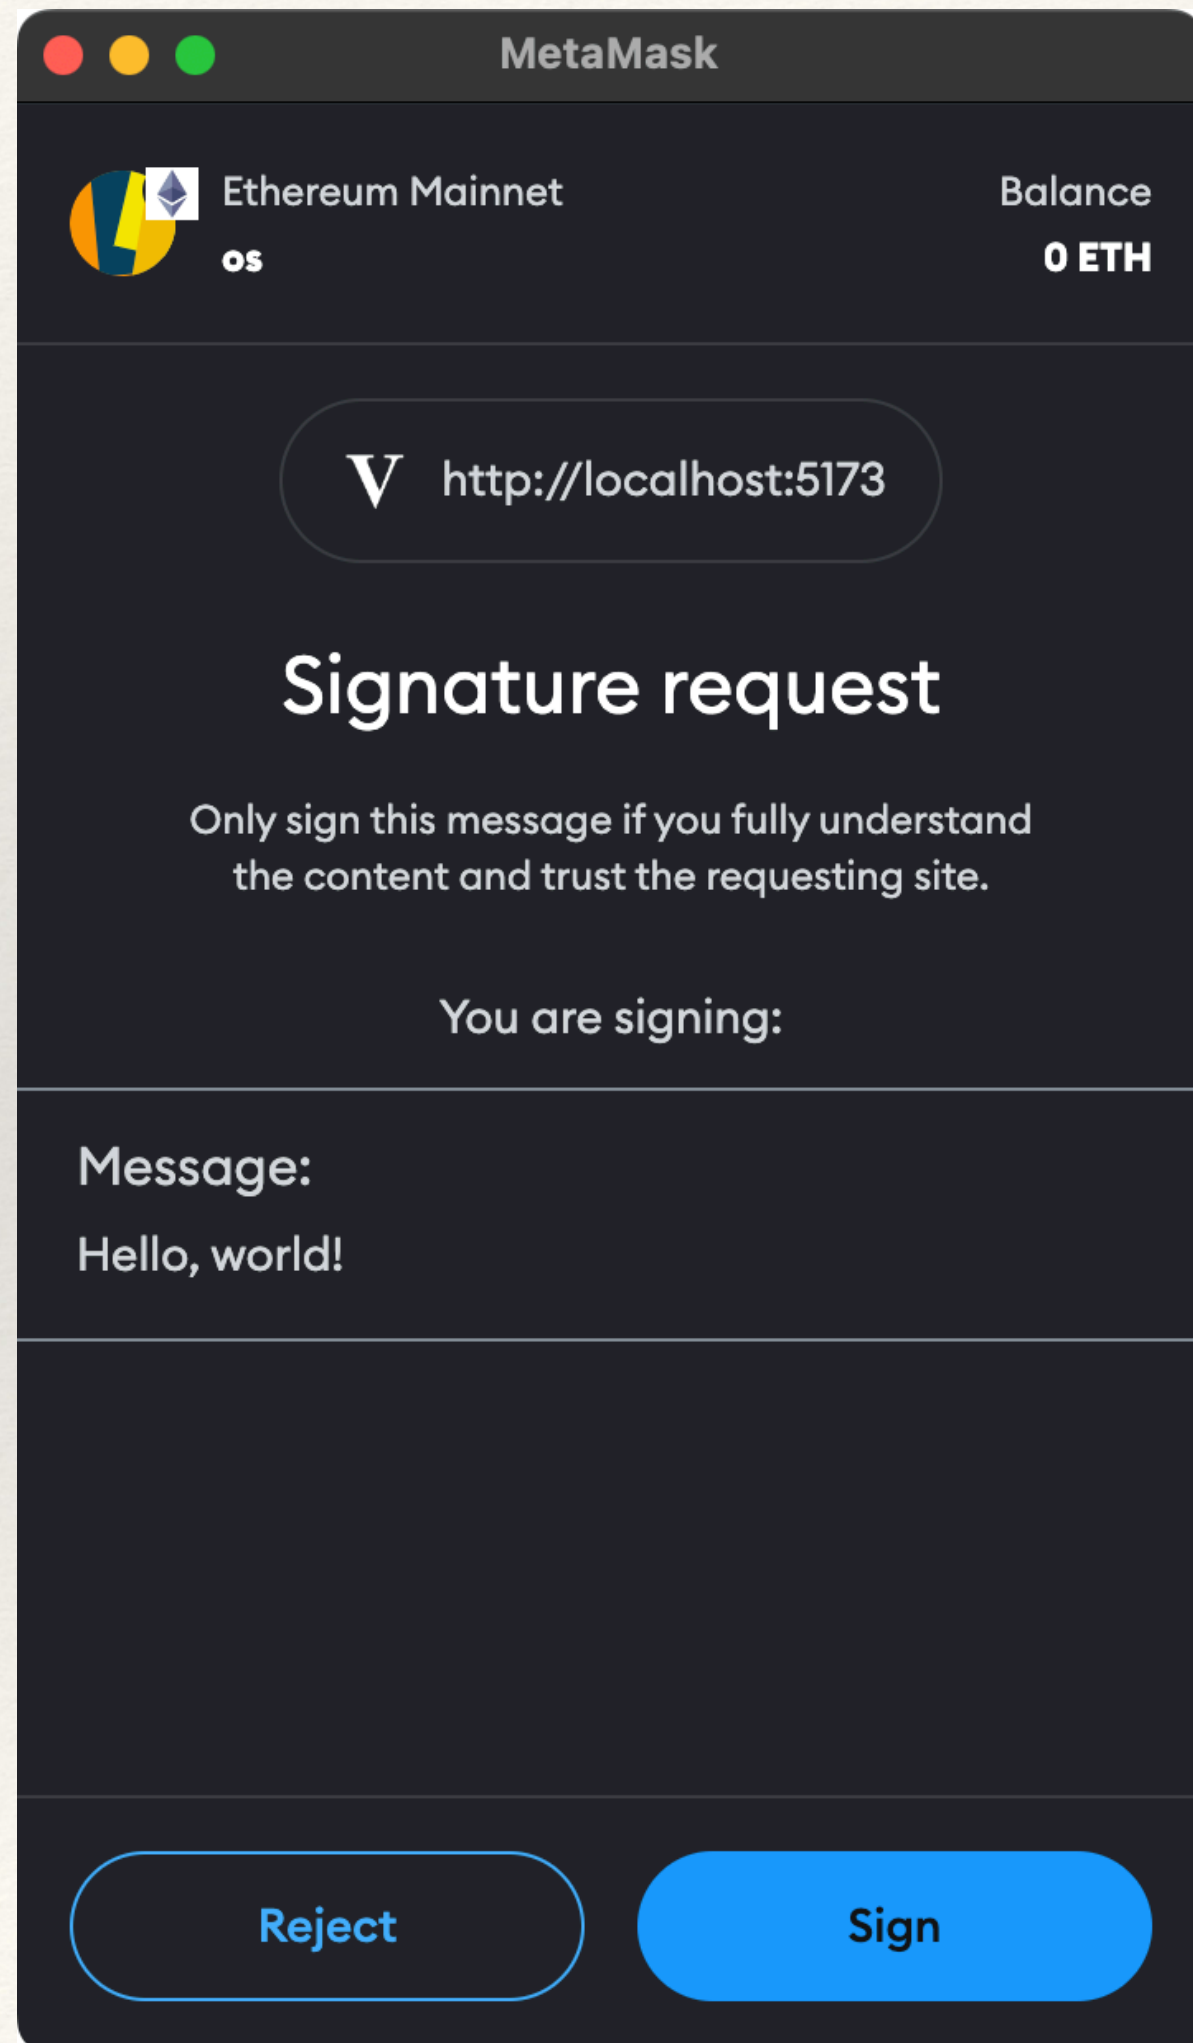 MetaMask
Ethereum Mainnet
Balance
os
0 ETH
V http://localhost:5173
Signature request
Only sign this message if you fully understand
the content and trust the requesting site.
You are signing:
Message:
Hello, world!
Reject
Sign